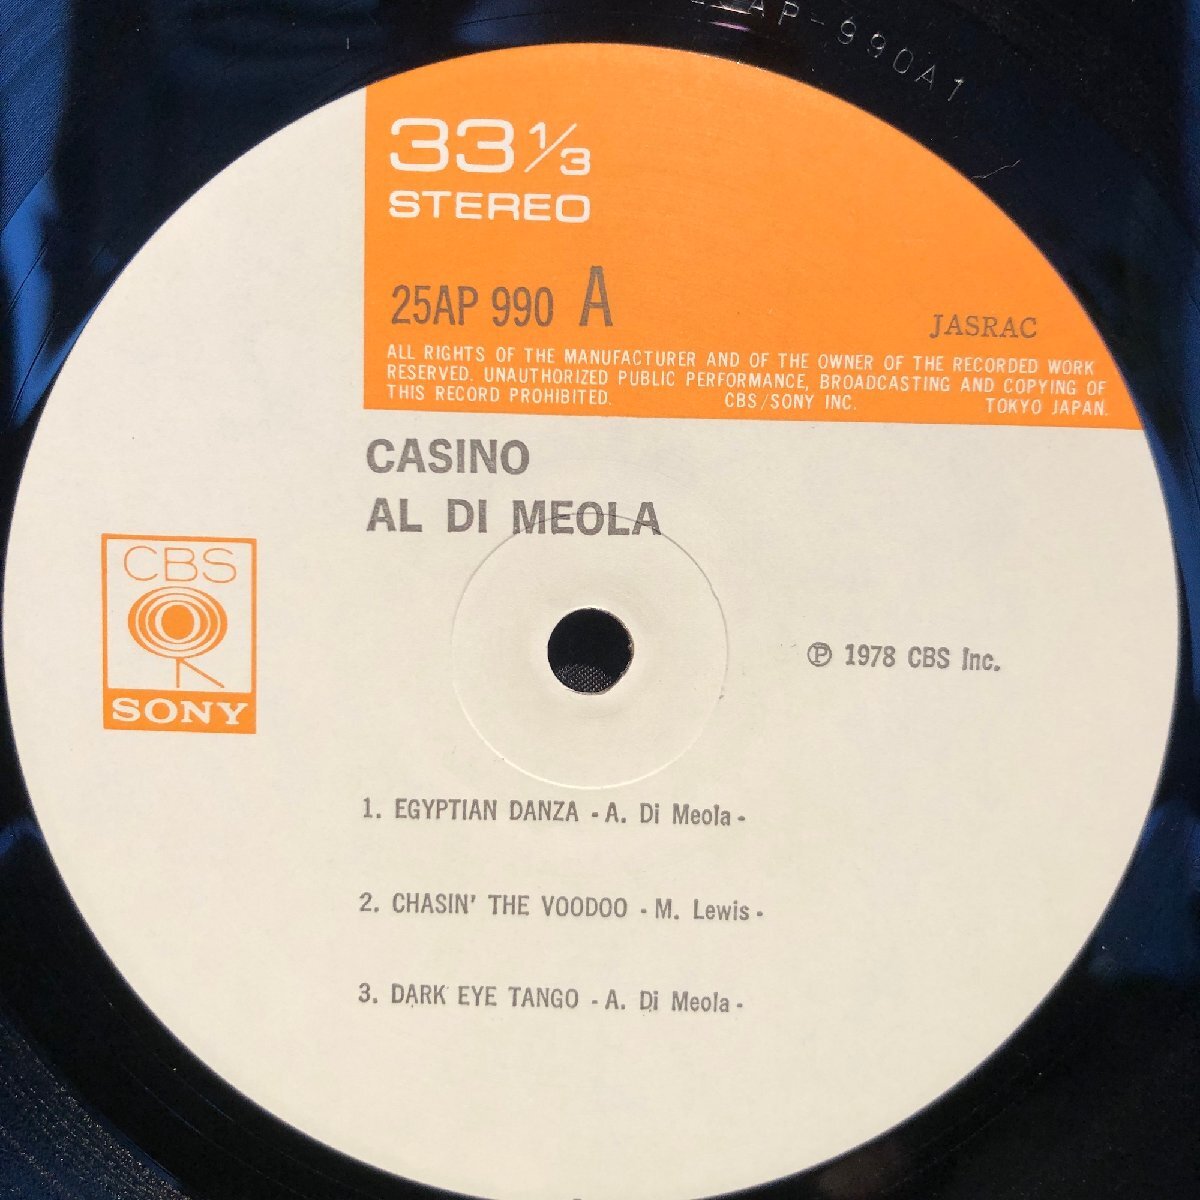 AP-990A1
33 1/3
STEREO
25AP 990 A
JASRAC
ALL RIGHTS OF THE MANUFACTURER AND OF THE OWNER OF THE RECORDED WORK
RESERVED. UNAUTHORIZED PUBLIC PERFORMANCE, BROADCASTING AND COPYING OF
THIS RECORD PROHIBITED. CBS/SONY INC. TOKYO JAPAN.
CASINO
AL DI MEOLA
CBS
SONY
℗ 1978 CBS Inc.
1. EGYPTIAN DANZA - A. Di Meola -
2. CHASIN' THE VOODOO - M. Lewis -
3. DARK EYE TANGO - A. Di Meola -